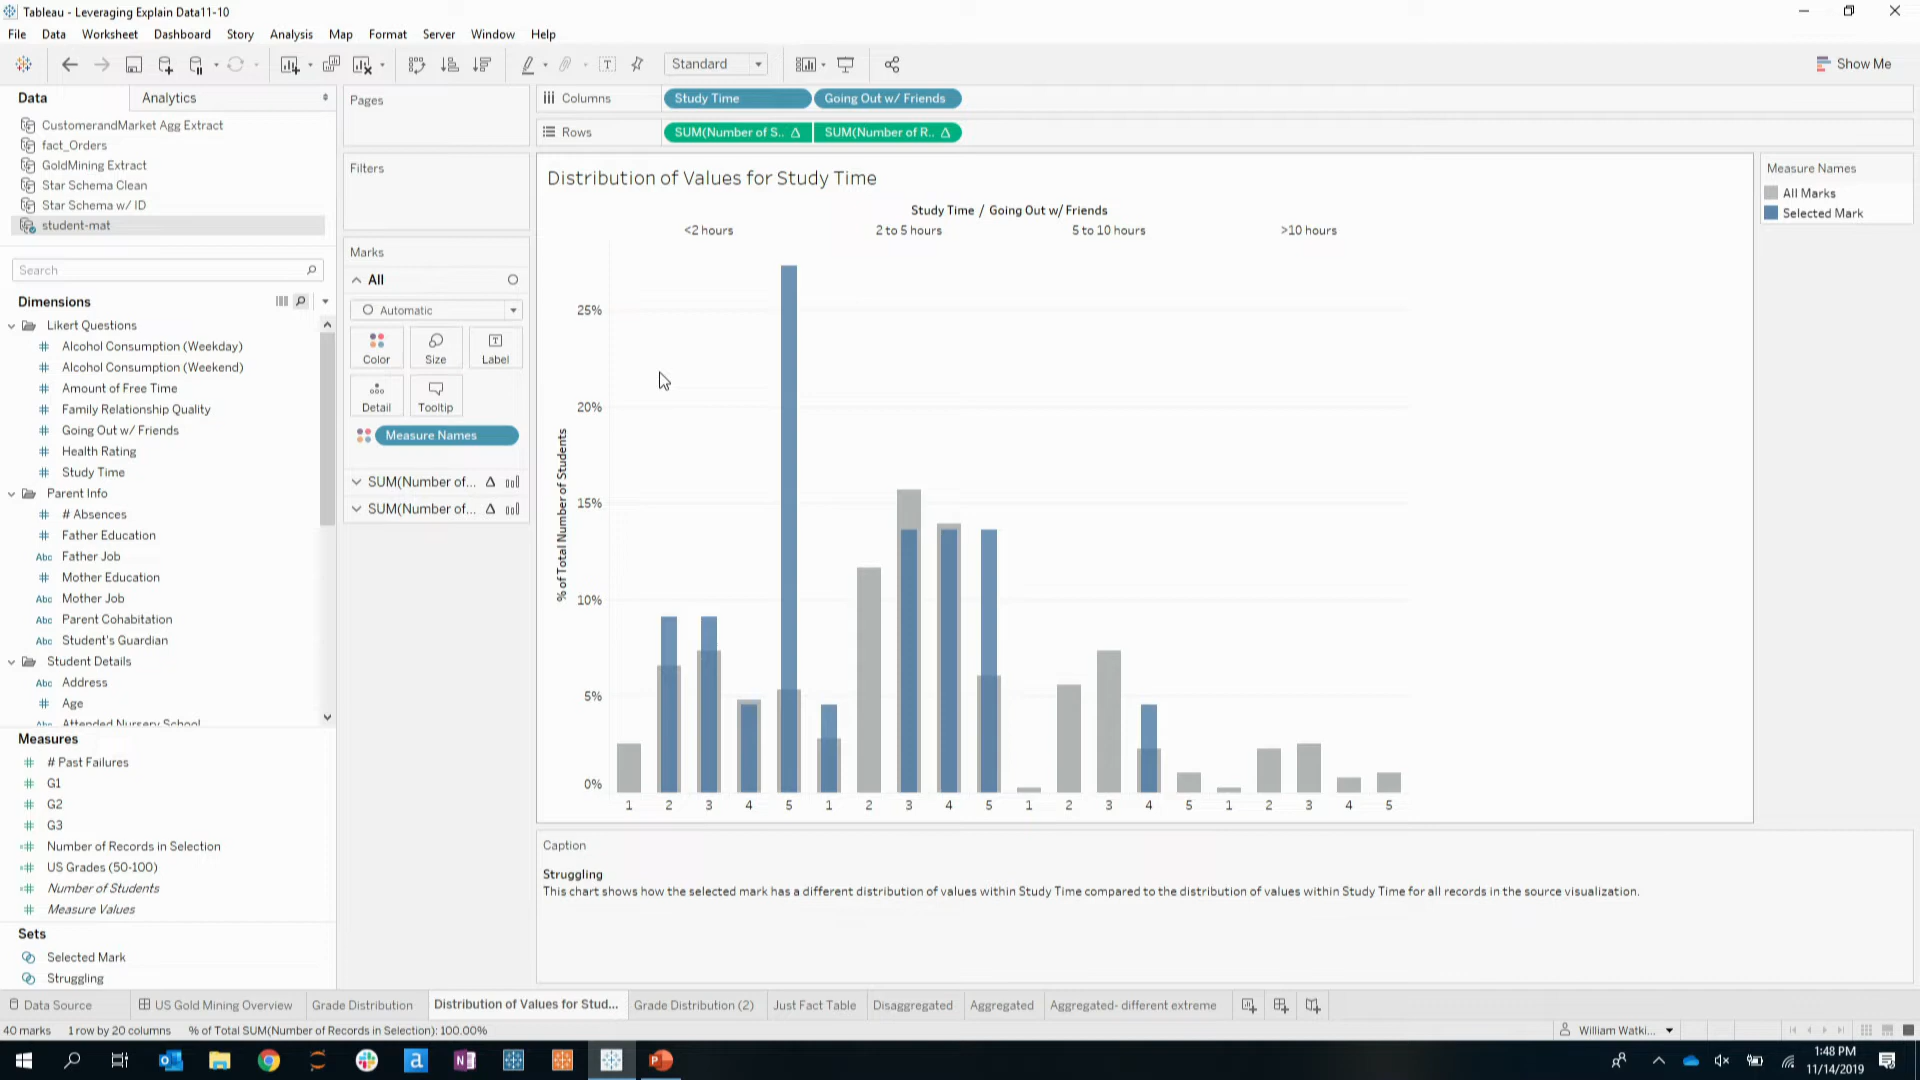 Tableau - Leveraging Explain Data11-10
File Data Worksheet Dashboard Story Analysis Map Format Server Window Help
Standard
Show Me
Data
Analytics
CustomerandMarket Agg Extract
fact_Orders
GoldMining Extract
Star Schema Clean
Star Schema w/ ID
student-mat
Search
Dimensions
Likert Questions
Alcohol Consumption (Weekday)
Alcohol Consumption (Weekend)
Amount of Free Time
Family Relationship Quality
Going Out w/ Friends
Health Rating
Study Time
Parent Info
# Absences
Father Education
Abc Father Job
Mother Education
Abc Mother Job
Abc Parent Cohabitation
Abc Student's Guardian
Student Details
Abc Address
Age
Abc Attended Nursery School
Measures
# Past Failures
G1
G2
G3
Number of Records in Selection
US Grades (50-100)
Number of Students
Measure Values
Sets
Selected Mark
Struggling
Pages
Filters
Marks
All
Automatic
Color Size Label
Detail Tooltip
Measure Names
SUM(Number of...
SUM(Number of...
Columns Study Time Going Out w/ Friends
Rows SUM(Number of S.. SUM(Number of R..
Distribution of Values for Study Time
Study Time / Going Out w/ Friends
<2 hours 2 to 5 hours 5 to 10 hours >10 hours
% of Total Number of Students
25%
20%
15%
10%
5%
0%
1 2 3 4 5 1 2 3 4 5 1 2 3 4 5 1 2 3 4 5
Measure Names
All Marks
Selected Mark
Caption
Struggling
This chart shows how the selected mark has a different distribution of values within Study Time compared to the distribution of values within Study Time for all records in the source visualization.
Data Source US Gold Mining Overview Grade Distribution Distribution of Values for Stud... Grade Distribution (2) Just Fact Table Disaggregated Aggregated Aggregated- different extreme
40 marks 1 row by 20 columns % of Total SUM(Number of Records in Selection): 100.00%
William Watki...
1:48 PM
11/14/2019